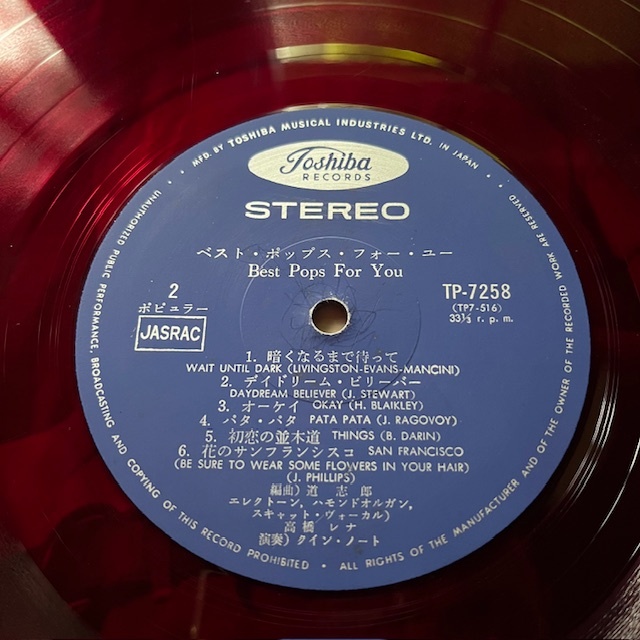 MFD. BY TOSHIBA MUSICAL INDUSTRIES LTD. IN JAPAN
Toshiba
RECORDS
STEREO
ベスト・ポップス・フォー・ユー
Best Pops For You
2
ポピュラー
JASRAC
TP-7258
(TP7-516)
33⅓ r. p. m.
1. 暗くなるまで待って
WAIT UNTIL DARK (LIVINGSTON-EVANS-MANCINI)
2. デイドリーム・ビリーバー
DAYDREAM BELIEVER (J. STEWART)
3. オーケイ OKAY (H. BLAIKLEY)
4. パタ・パタ PATA PATA (J. RAGOVOY)
5. 初恋の並木道 THINGS (B. DARIN)
6. 花のサンフランシスコ SAN FRANCISCO
(BE SURE TO WEAR SOME FLOWERS IN YOUR HAIR)
(J. PHILLIPS)
編曲) 道 志郎
エレクトーン, ハモンドオルガン,
スキャット・ヴォーカル)
高橋 レナ
演奏) クイン・ノート
UNAUTHORIZED PUBLIC PERFORMANCE, BROADCASTING AND COPYING OF THIS RECORD PROHIBITED • ALL RIGHTS OF THE MANUFACTURER AND OF THE OWNER OF THE RECORDED WORK ARE RESERVED